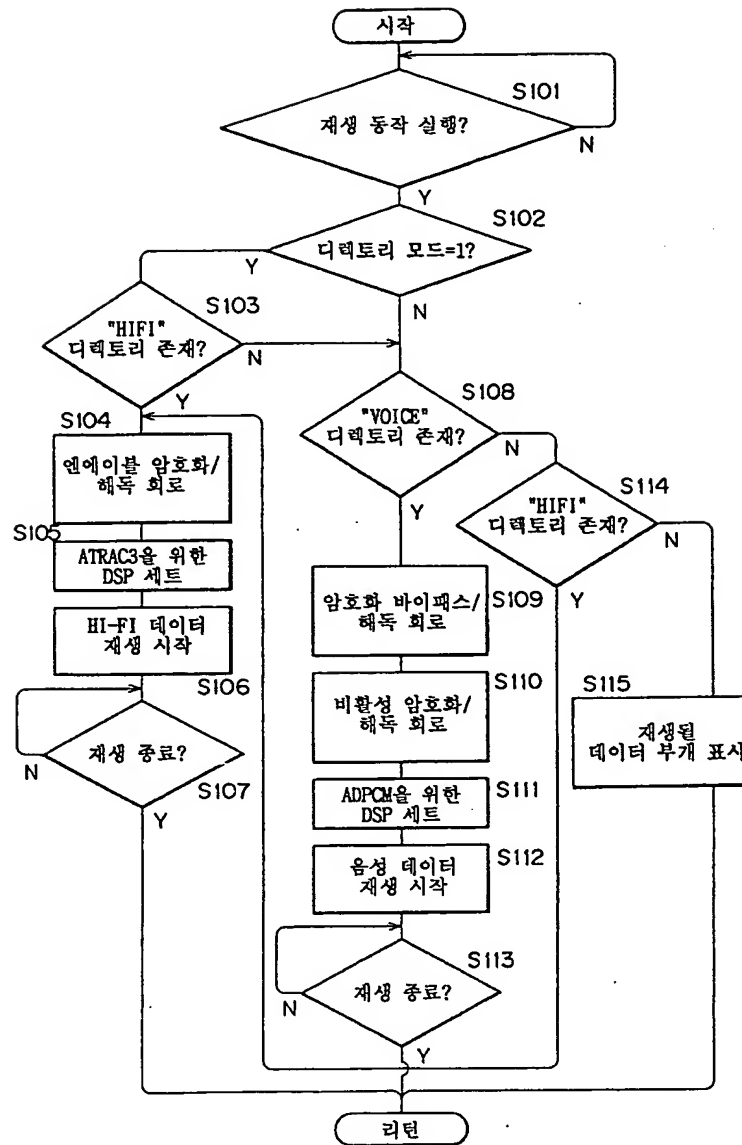 시작
S101
재생 동작 실행?
N
Y
S102
디렉토리 모드=1?
Y
N
S103
"HIFI"
디렉토리 존재?
N
Y
S108
"VOICE"
디렉토리 존재?
N
Y
S104
엔에이블 암호화/
해독 회로
S114
"HIFI"
디렉토리 존재?
N
Y
S105
ATRAC3을 위한
DSP 세트
암호화 바이패스/
해독 회로
S109
HI-FI 데이터
재생 시작
S106
비활성 암호화/
해독 회로
S110
S115
재생될
데이터 부개 표시
재생 종료?
N
S107
Y
ADPCM을 위한
DSP 세트
S111
음성 데이터
재생 시작
S112
S113
재생 종료?
N
Y
리턴